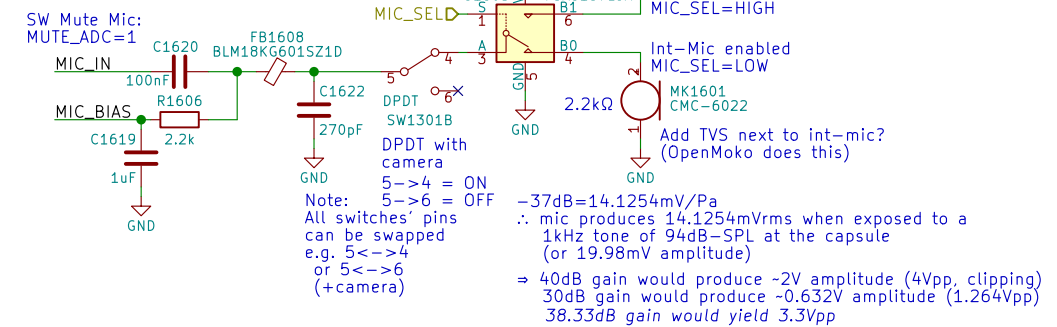 MIC_SEL
S
1
B1
6
MIC_SEL=HIGH
SW Mute Mic:
MUTE_ADC=1
FB1608
BLM18KG601SZ1D
C1620
MIC_IN
100nF
5
4
A
3
B0
4
GND
5
Int-Mic enabled
MIC_SEL=LOW
6
R1606
MIC_BIAS
2.2k
C1619
1uF
GND
C1622
270pF
GND
DPDT
SW1301B
GND
2
2.2kΩ
MK1601
CMC-6022
1
GND
Add TVS next to int-mic?
(OpenMoko does this)
DPDT with
camera
5->4 = ON
5->6 = OFF
Note:
All switches' pins
can be swapped
e.g. 5<->4
or 5<->6
(+camera)
-37dB=14.1254mV/Pa
∴ mic produces 14.1254mVrms when exposed to a
1kHz tone of 94dB-SPL at the capsule
(or 19.98mV amplitude)
⇒ 40dB gain would produce ~2V amplitude (4Vpp, clipping)
30dB gain would produce ~0.632V amplitude (1.264Vpp)
38.33dB gain would yield 3.3Vpp